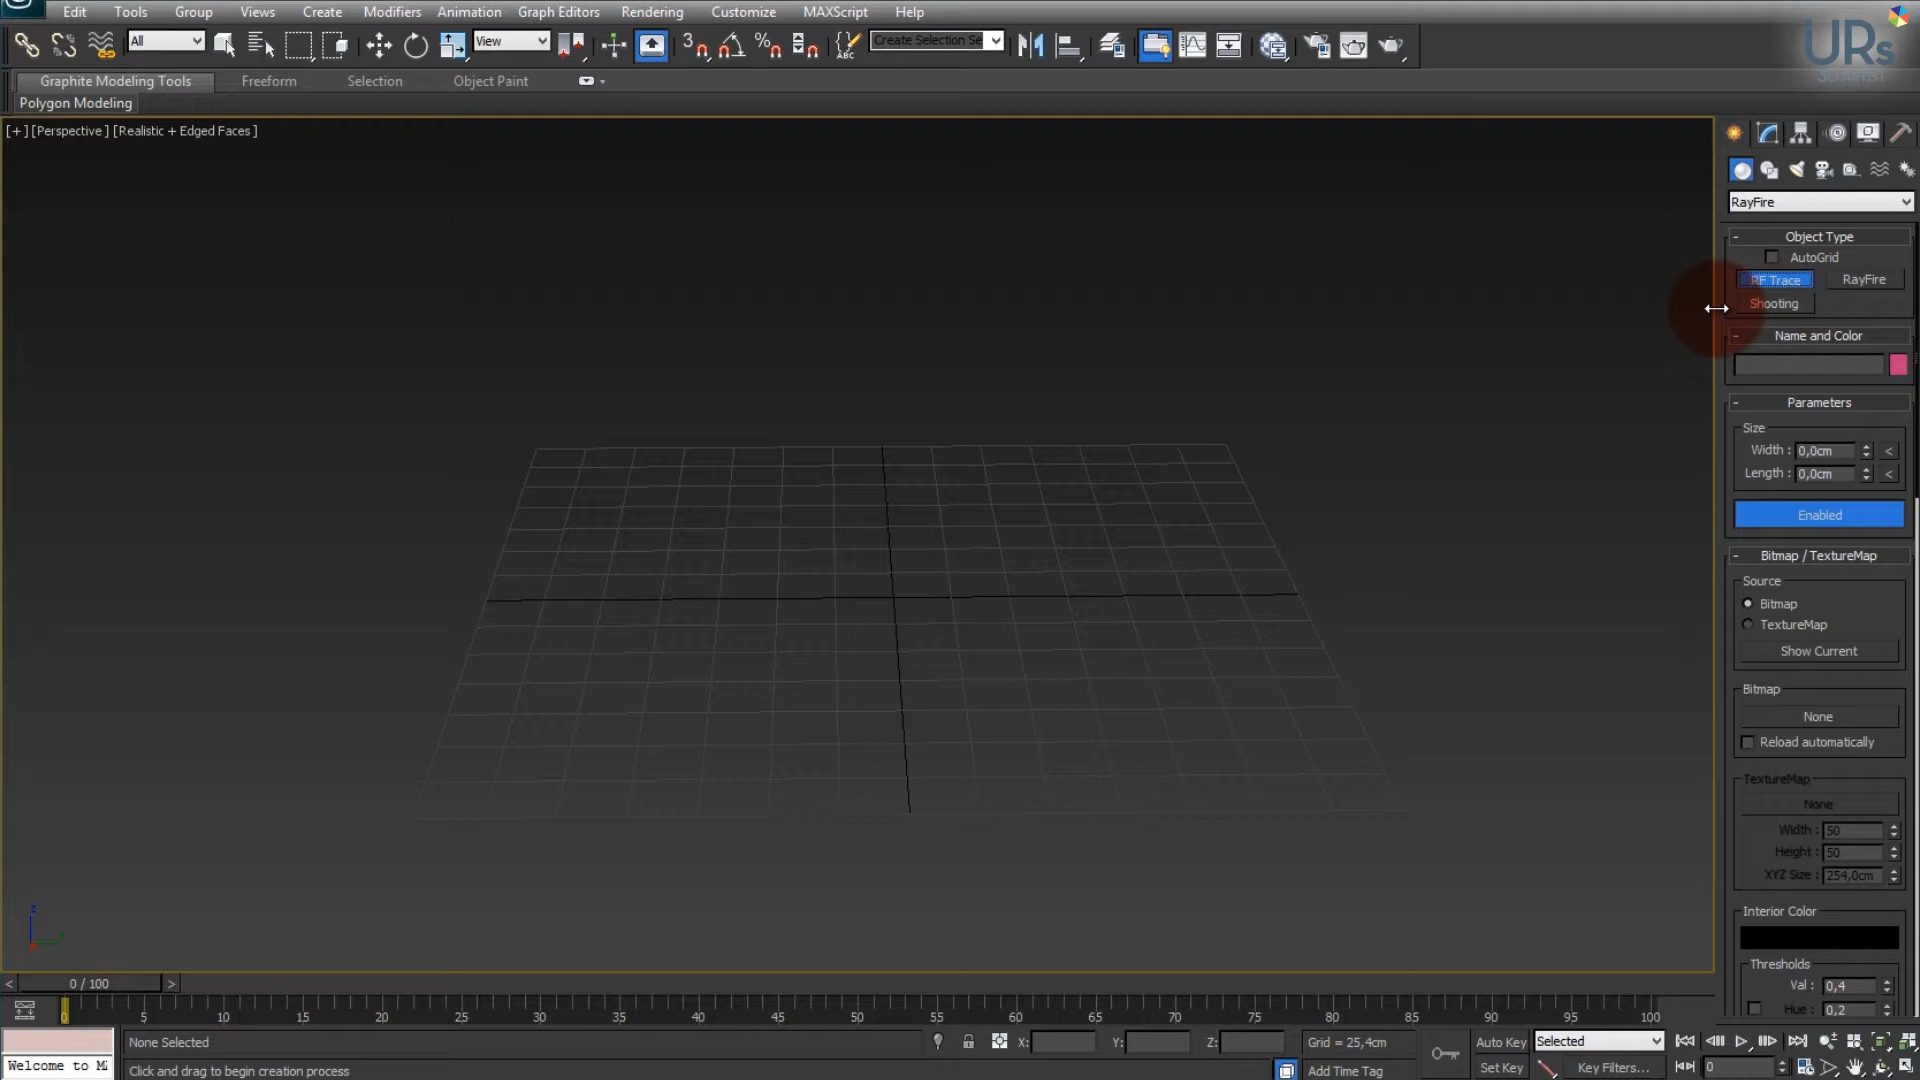 Edit Tools Group Views Create Modifiers Animation Graph Editors Rendering Customize MAXScript Help
All View Create Selection Se
URs
3D ARTIST
Graphite Modeling Tools Freeform Selection Object Paint
Polygon Modeling
[+] [Perspective] [Realistic + Edged Faces]
RayFire
- Object Type
AutoGrid
RF Trace RayFire
Shooting
- Name and Color
- Parameters
Size
Width : 0,0cm <
Length : 0,0cm <
Enabled
- Bitmap / TextureMap
Source
Bitmap
TextureMap
Show Current
Bitmap
None
Reload automatically
TextureMap
None
Width : 50
Height : 50
XYZ Size : 254,0cm
Interior Color
Thresholds
Val : 0,4
Hue : 0,2
z
< 0 / 100 >
0 5 10 15 20 25 30 35 40 45 50 55 60 65 70 75 80 85 90 95 100
None Selected X: Y: Z: Grid = 25,4cm Auto Key Selected
Welcome to M
Click and drag to begin creation process Add Time Tag Set Key Key Filters... 0